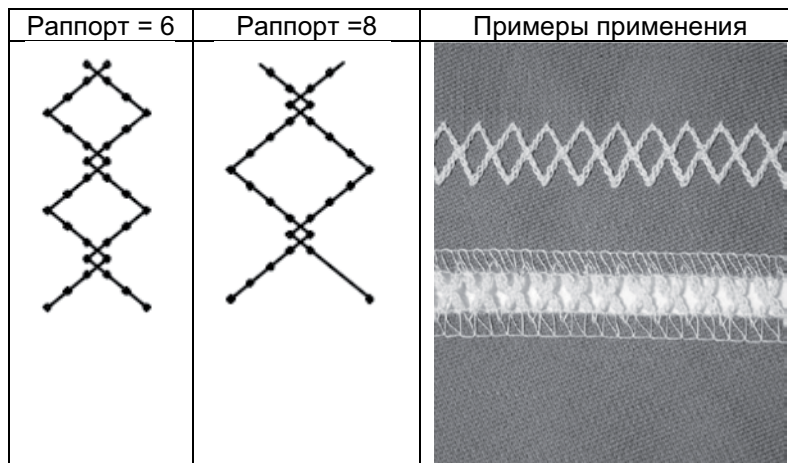 Раппорт = 6
Раппорт =8
Примеры применения